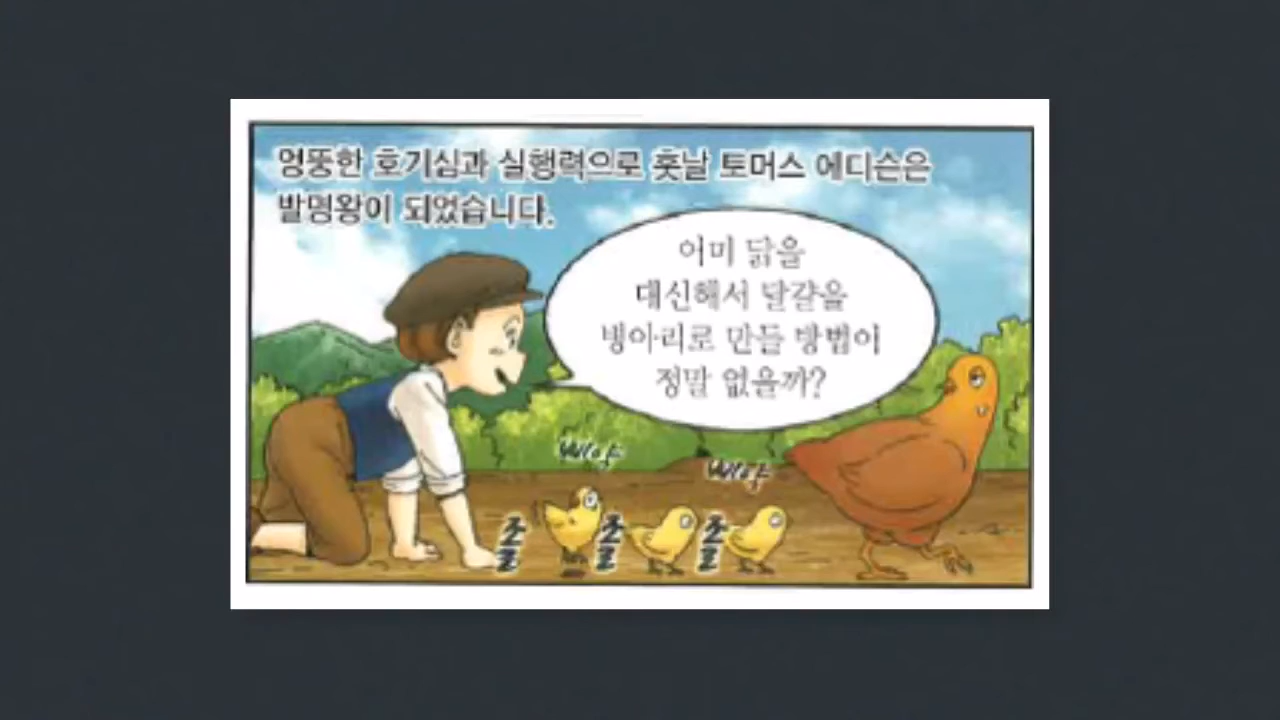 엉뚱한 호기심과 실행력으로 훗날 토머스 에디슨은
발명왕이 되었습니다.
어미 닭을
대신해서 달걀을
병아리로 만들 방법이
정말 없을까?
삐약
삐약
졸
졸
졸